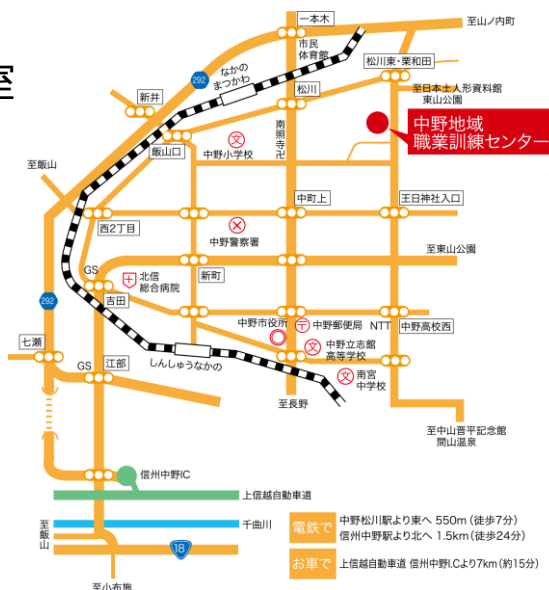 室
一本木
至山ノ内町
市民
体育館
なかの
まつかわ
292
松川東・栗和田
松川
新井
至日本土人形資料館
東山公園
飯山口
南照寺卍
文
中野小学校
中野地域
職業訓練センター
至飯山
中町上
王日神社入口
西2丁目
中野警察署
至東山公園
GS
北信
総合病院
新町
吉田
292
中野市役所
〒
中野郵便局
NTT
中野高校西
七瀬
文
中野立志館
高等学校
GS
江部
しんしゅうなかの
文
南宮
中学校
至長野
至中山晋平記念館
間山温泉
信州中野IC
上信越自動車道
千曲川
至飯山
18
至小布施
電鉄で
中野松川駅より東へ 550m(徒歩7分)
信州中野駅より北へ 1.5km(徒歩24分)
お車で
上信越自動車道 信州中野I.Cより7km(約15分)